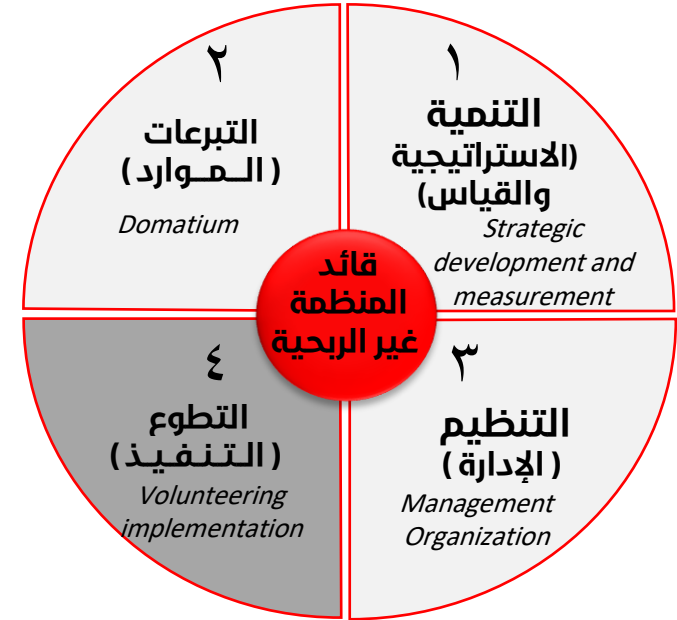 ١
التنمية
(الاستراتيجية
والقياس)
Strategic
development and
measurement
٢
التبرعات
(الــمــوارد)
Domatium
قائد
المنظمة
غير الربحية
٣
التنظيم
(الإدارة)
Management
Organization
٤
التطوع
(الـتـنـفـيـذ)
Volunteering
implementation